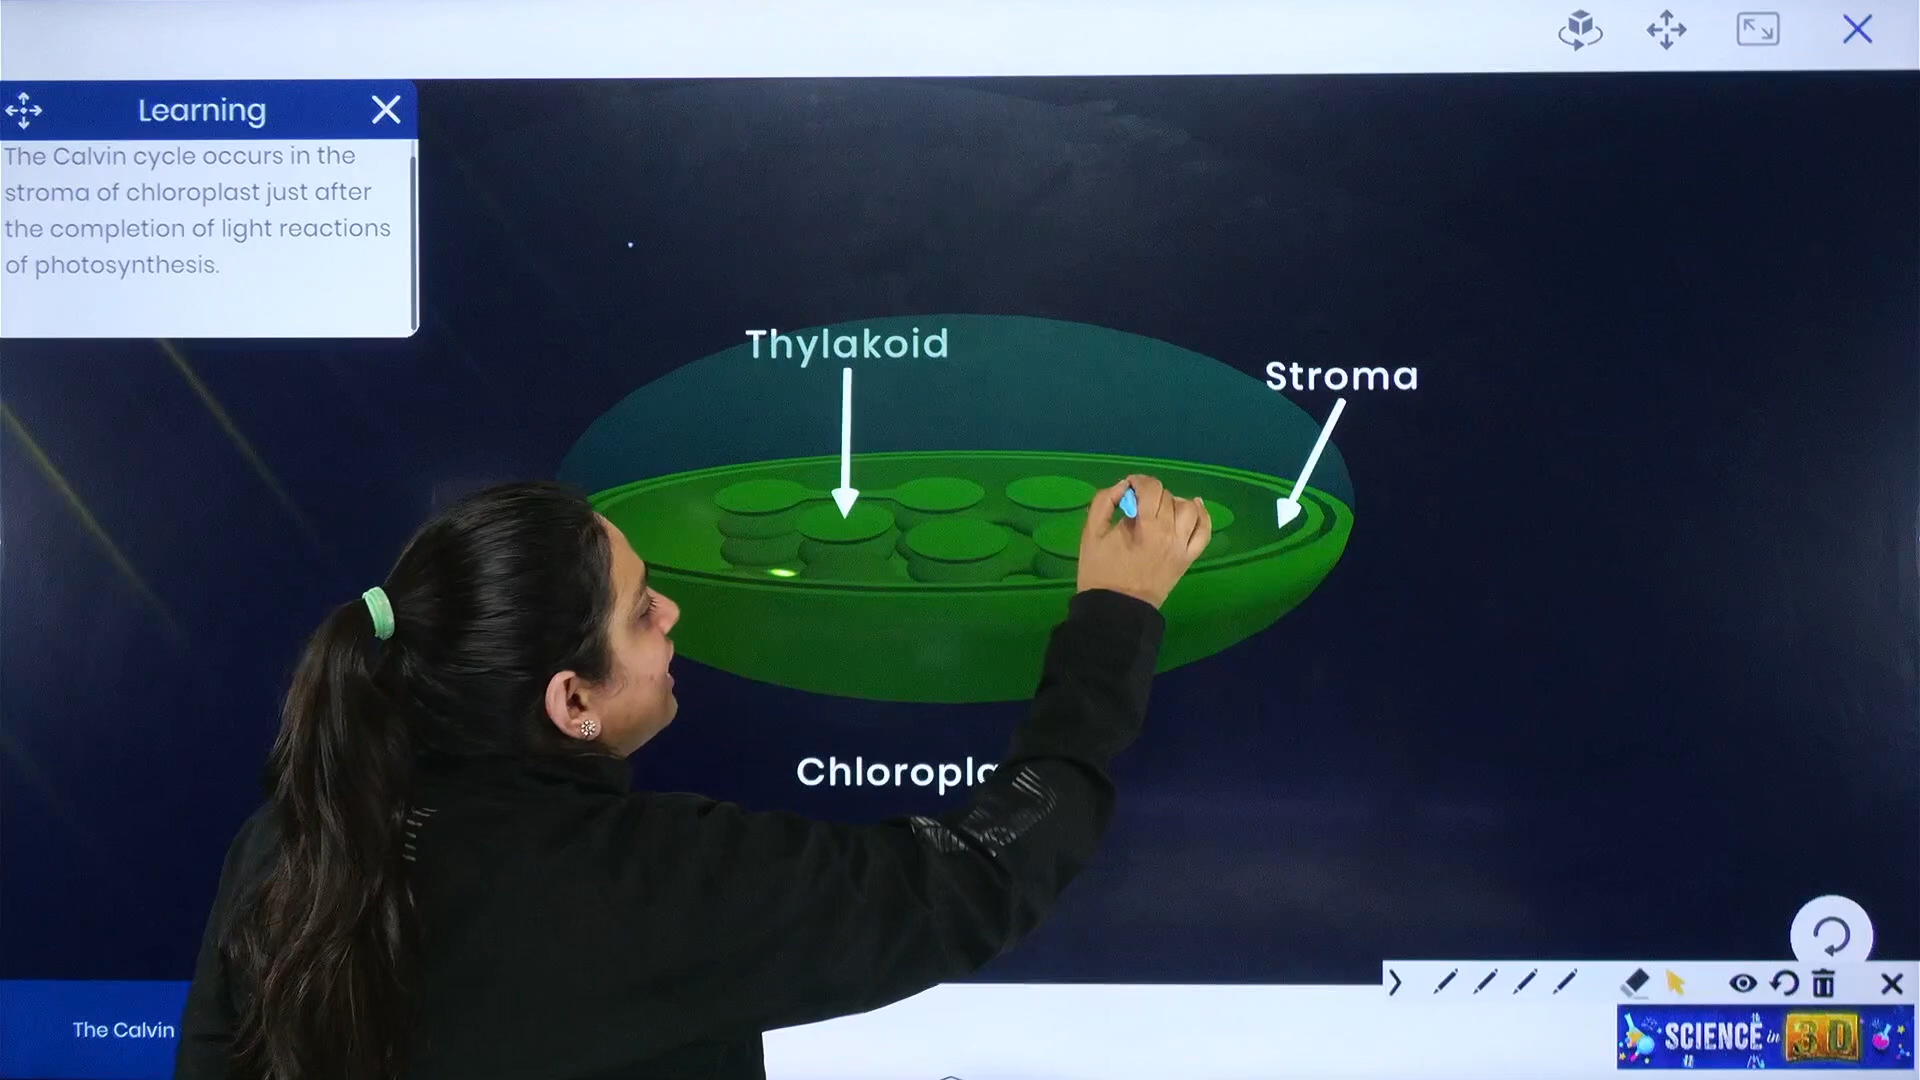 Learning
The Calvin cycle occurs in the
stroma of chloroplast just after
the completion of light reactions
of photosynthesis.
Thylakoid
Stroma
Chloropla
The Calvin
SCIENCE in 3D